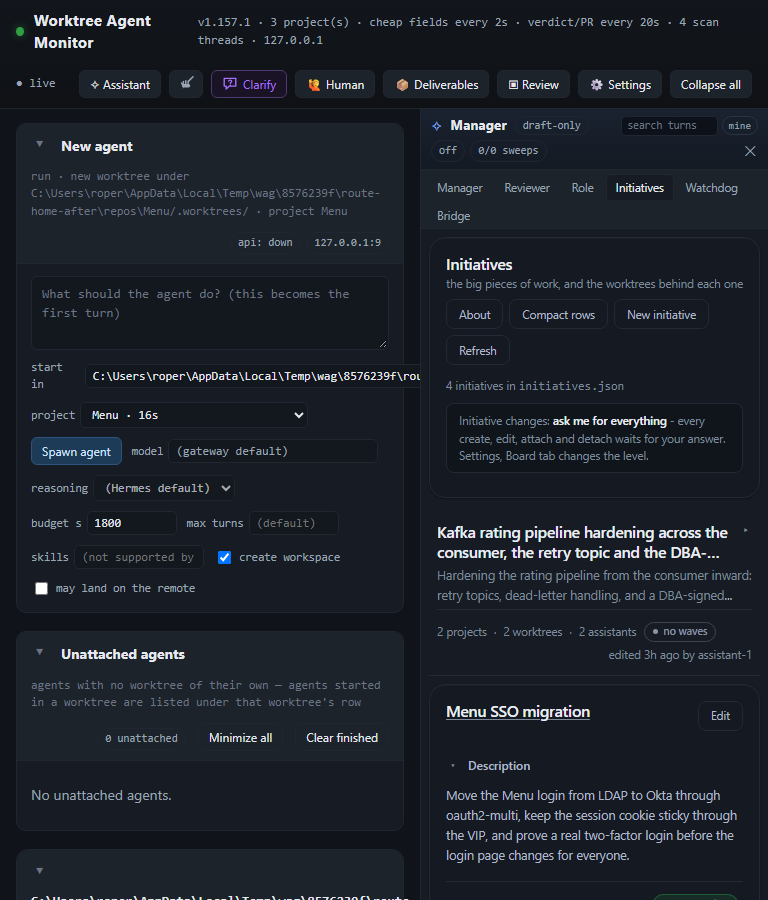 Worktree Agent
Monitor
v1.157.1 · 3 project(s) · cheap fields every 2s · verdict/PR every 20s · 4 scan
threads · 127.0.0.1
live
Assistant
Clarify
Human
Deliverables
Review
Settings
Collapse all
New agent
run · new worktree under
C:\Users\roper\AppData\Local\Temp\wag\8576239f\route-
home-after\repos\Menu/.worktrees/ · project Menu
api: down
127.0.0.1:9
What should the agent do? (this becomes the
first turn)
start
in
C:\Users\roper\AppData\Local\Temp\wag\8576239f\rou
project
Menu · 16s
Spawn agent
model
(gateway default)
reasoning
(Hermes default)
budget s
1800
max turns
(default)
skills
(not supported by
create workspace
may land on the remote
Unattached agents
agents with no worktree of their own — agents started
in a worktree are listed under that worktree's row
0 unattached
Minimize all
Clear finished
No unattached agents.
C:\Users\roper\AppData\Local\Temp\wag\8576239f\route-
Manager
draft-only
search turns
mine
off
0/0 sweeps
Manager
Reviewer
Role
Initiatives
Watchdog
Bridge
Initiatives
the big pieces of work, and the worktrees behind each one
About
Compact rows
New initiative
Refresh
4 initiatives in initiatives.json
Initiative changes: ask me for everything - every
create, edit, attach and detach waits for your answer.
Settings, Board tab changes the level.
Kafka rating pipeline hardening across the
consumer, the retry topic and the DBA-...
Hardening the rating pipeline from the consumer inward:
retry topics, dead-letter handling, and a DBA-signed...
2 projects · 2 worktrees · 2 assistants
no waves
edited 3h ago by assistant-1
Menu SSO migration
Edit
Description
Move the Menu login from LDAP to Okta through
oauth2-multi, keep the session cookie sticky through
the VIP, and prove a real two-factor login before the
login page changes for everyone.